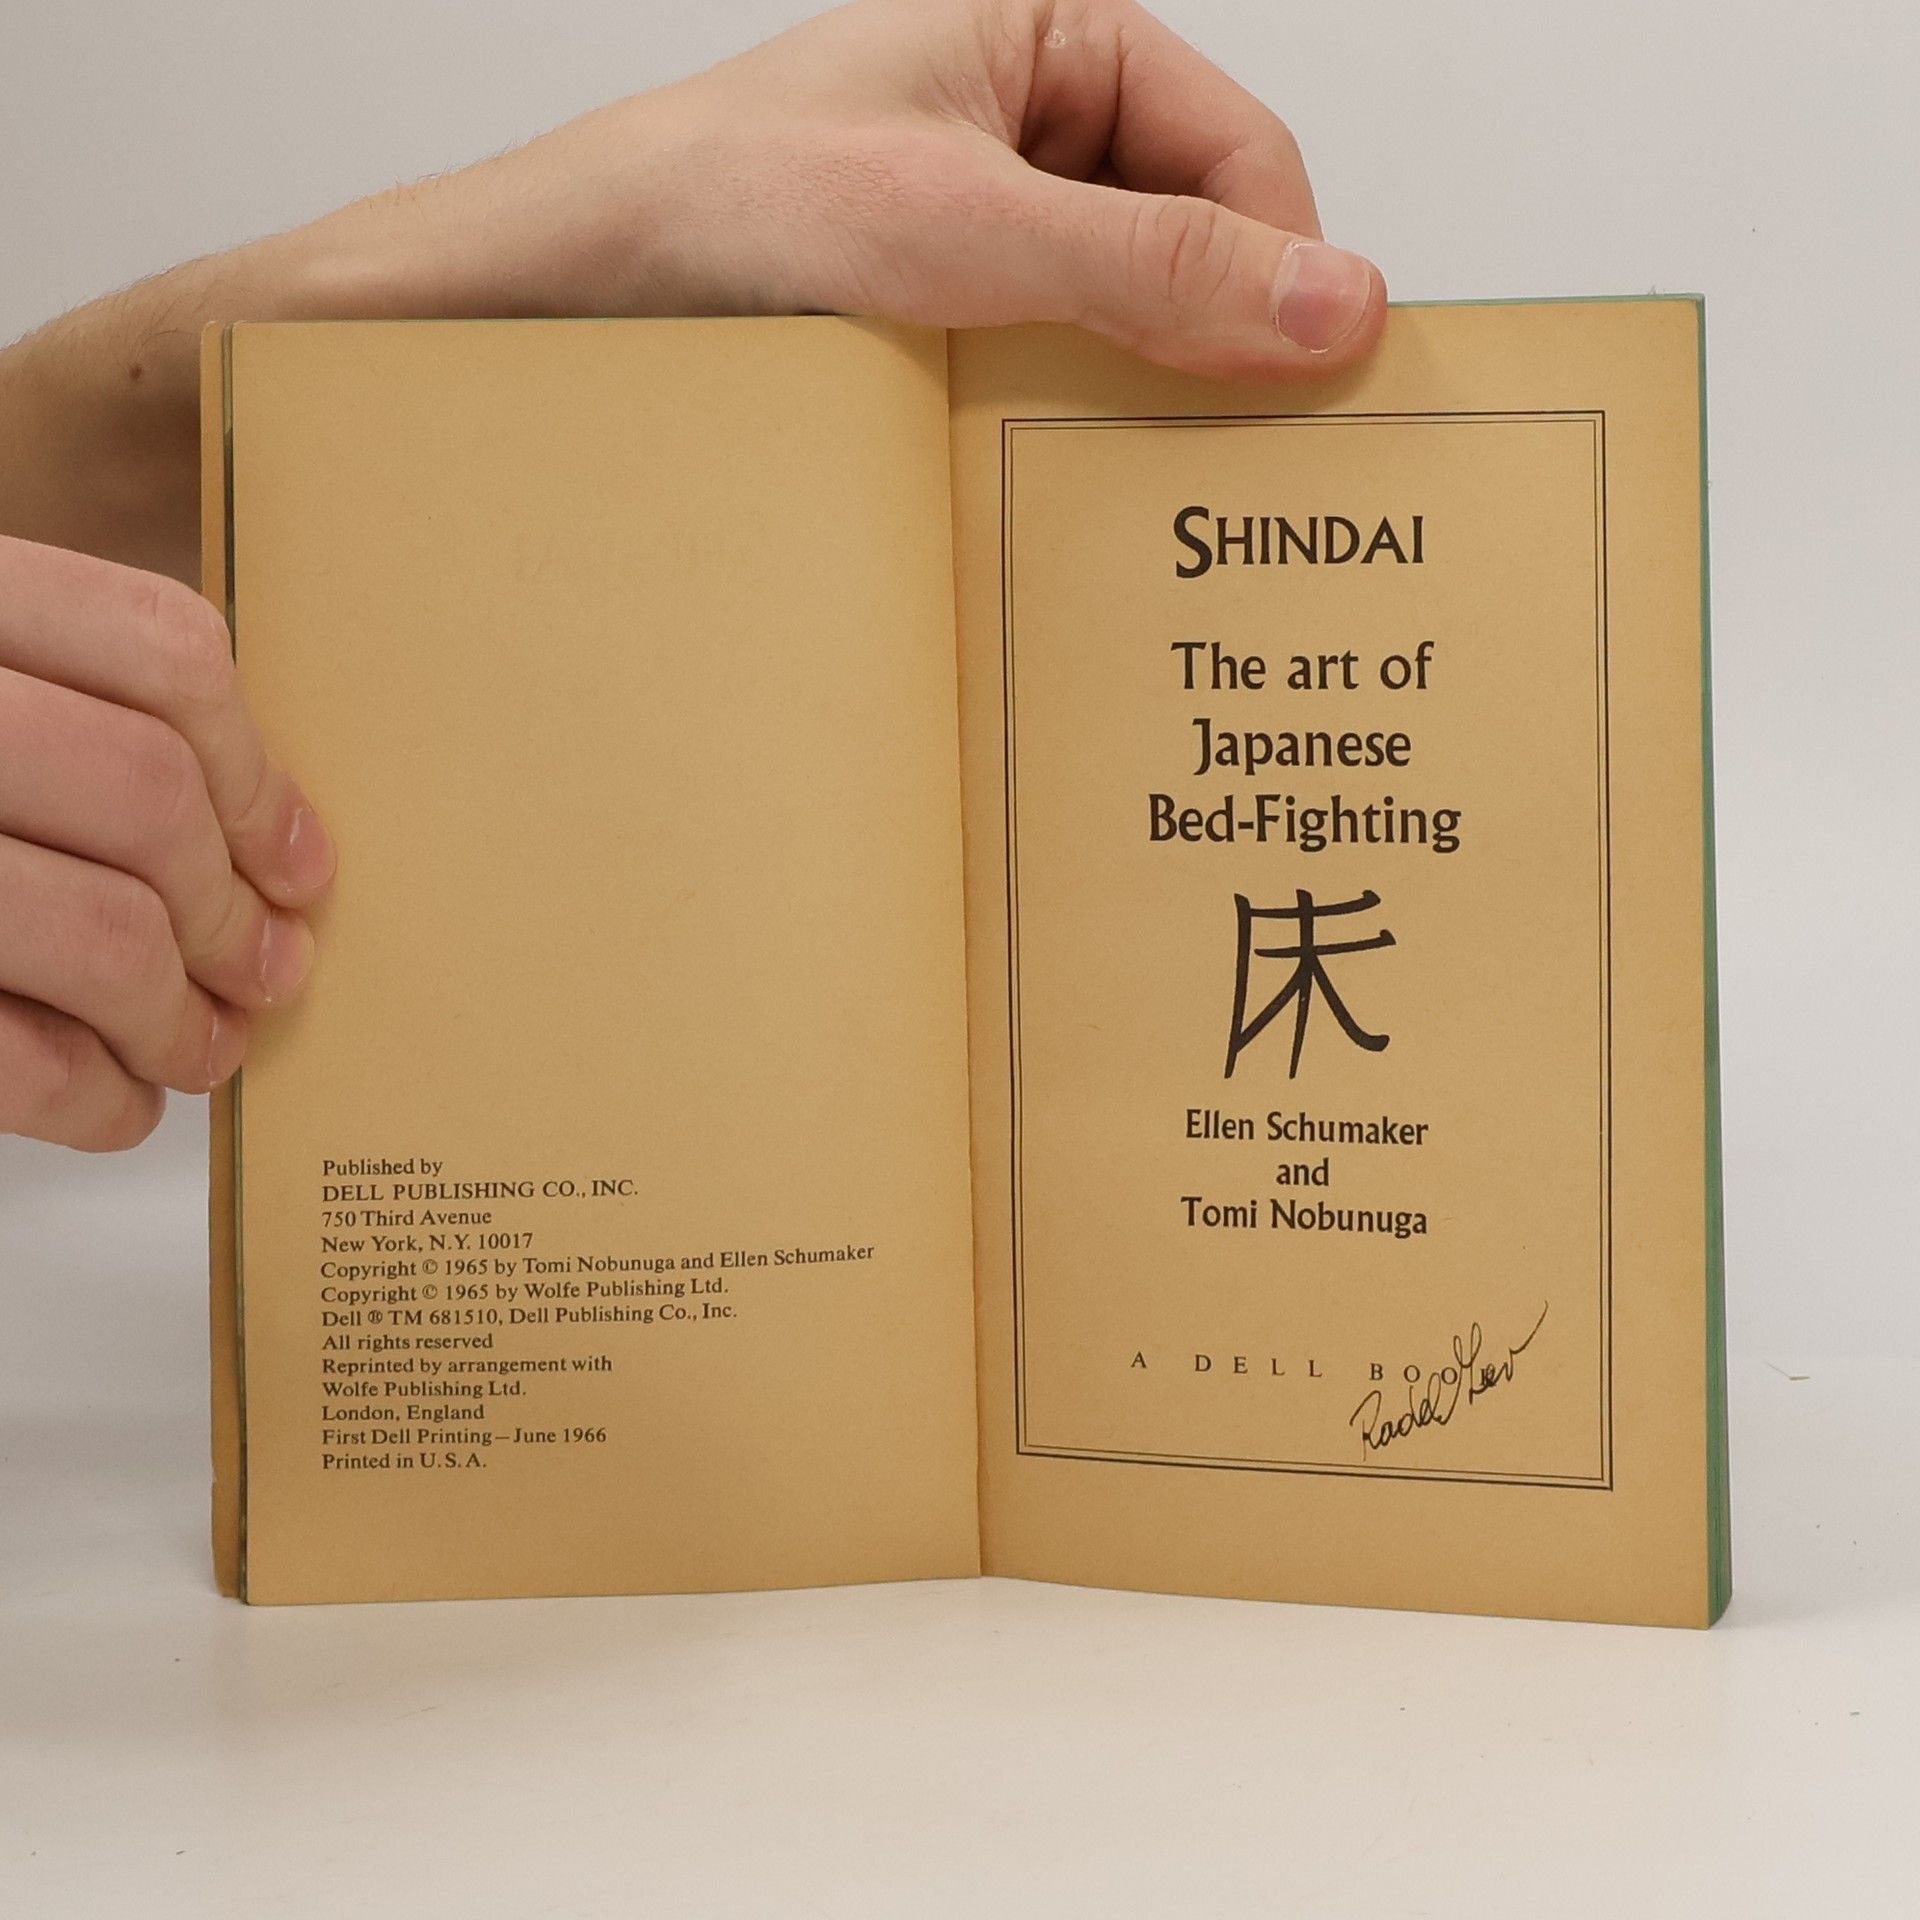 Published by
DELL PUBLISHING CO., INC.
750 Third Avenue
New York, N.Y. 10017
Copyright © 1965 by Tomi Nobunuga and Ellen Schumaker
Copyright © 1965 by Wolfe Publishing Ltd.
Dell ® TM 681510, Dell Publishing Co., Inc.
All rights reserved
Reprinted by arrangement with
Wolfe Publishing Ltd.
London, England
First Dell Printing—June 1966
Printed in U.S.A.
SHINDAI
The art of
Japanese
Bed-Fighting
床
Ellen Schumaker
and
Tomi Nobunuga
A DELL BOOK